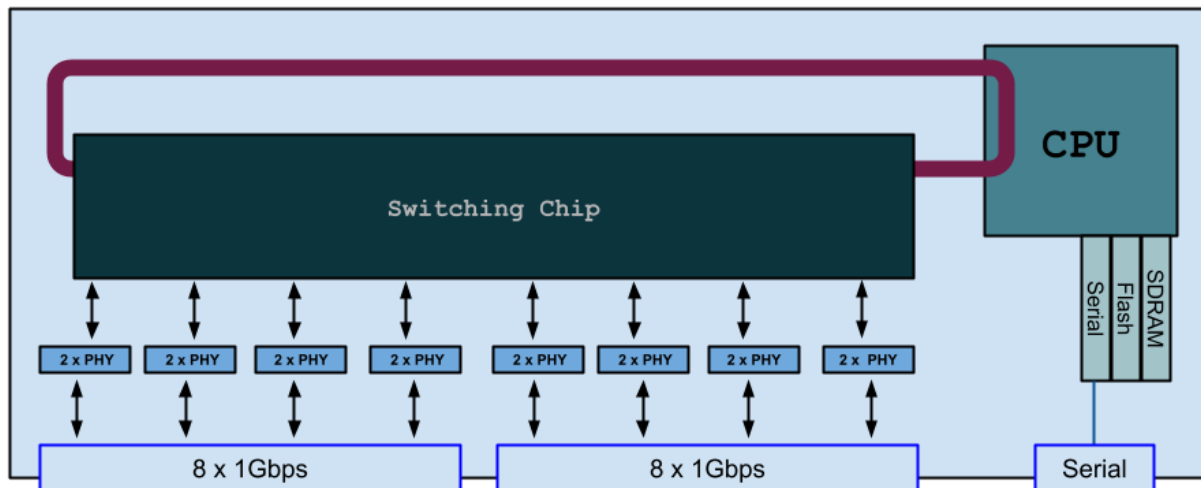 CPU
Switching Chip
Serial
Flash
SDRAM
2 x PHY
2 x PHY
2 x PHY
2 x PHY
2 x PHY
2 x PHY
2 x PHY
2 x PHY
8 x 1Gbps
8 x 1Gbps
Serial